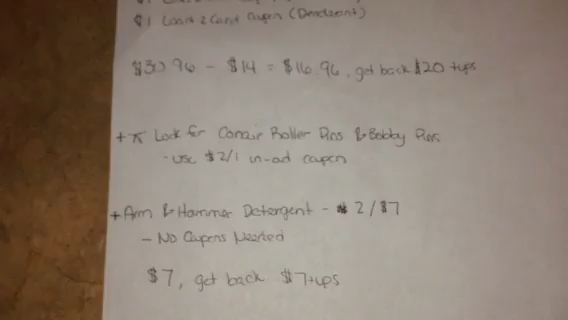 $1 Load 2 Card Coupon (Denclsent)
$30.96 - $14 = $16.96, get back $20 +ups
+ Look for Conair Roller Pins & Bobby Pins
- use $2/1 in-ad coupon
+ Arm & Hammer Detergent - 2/$7
- No Coupons Needed
$7, get back $7+ups